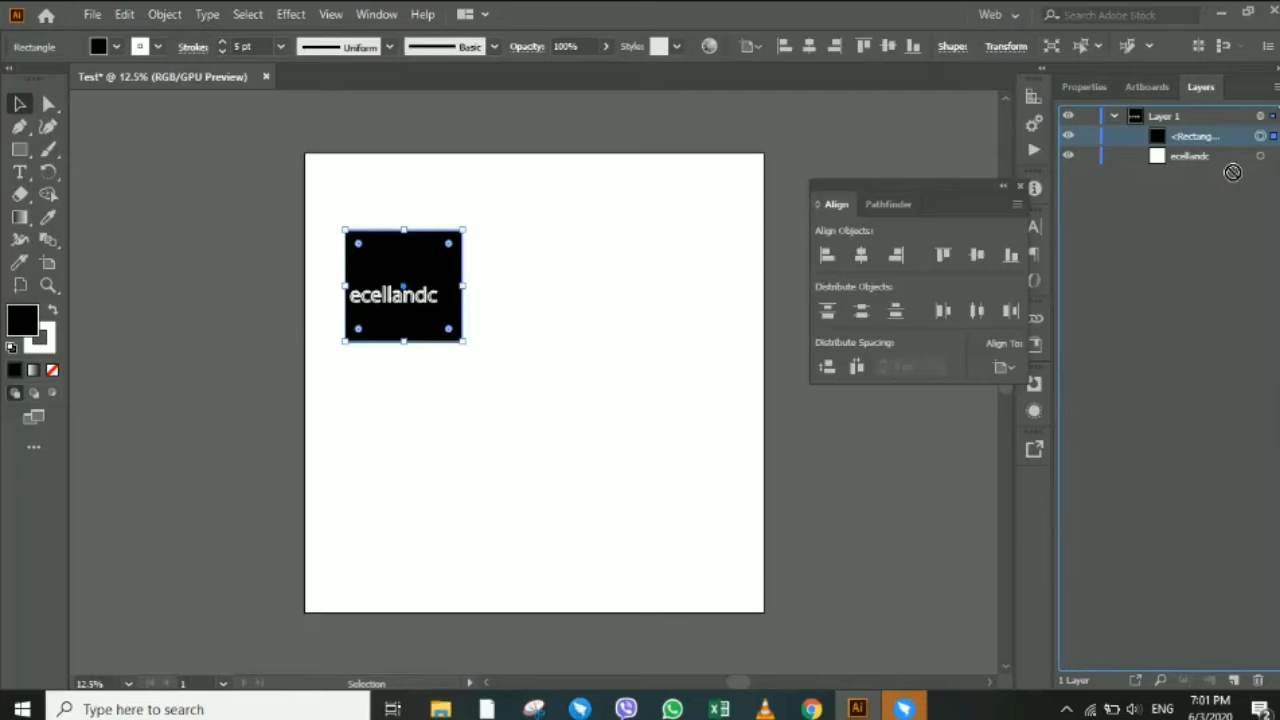 File Edit Object Type Select Effect View Window Help Web Search Adobe Stock
Rectangle Stroke: 5 pt Uniform Basic Opacity: 100% Style: Shape: Transform
Test* @ 12.5% (RGB/GPU Preview)
Properties Artboards Layers
Layer 1
<Rectang...
ecellandc
Align Pathfinder
Align Objects:
Distribute Objects:
Distribute Spacing:
Align To:
ecellandc
12.5% 1 Selection
1 Layer
Type here to search
ENG
7:01 PM
6/3/2020